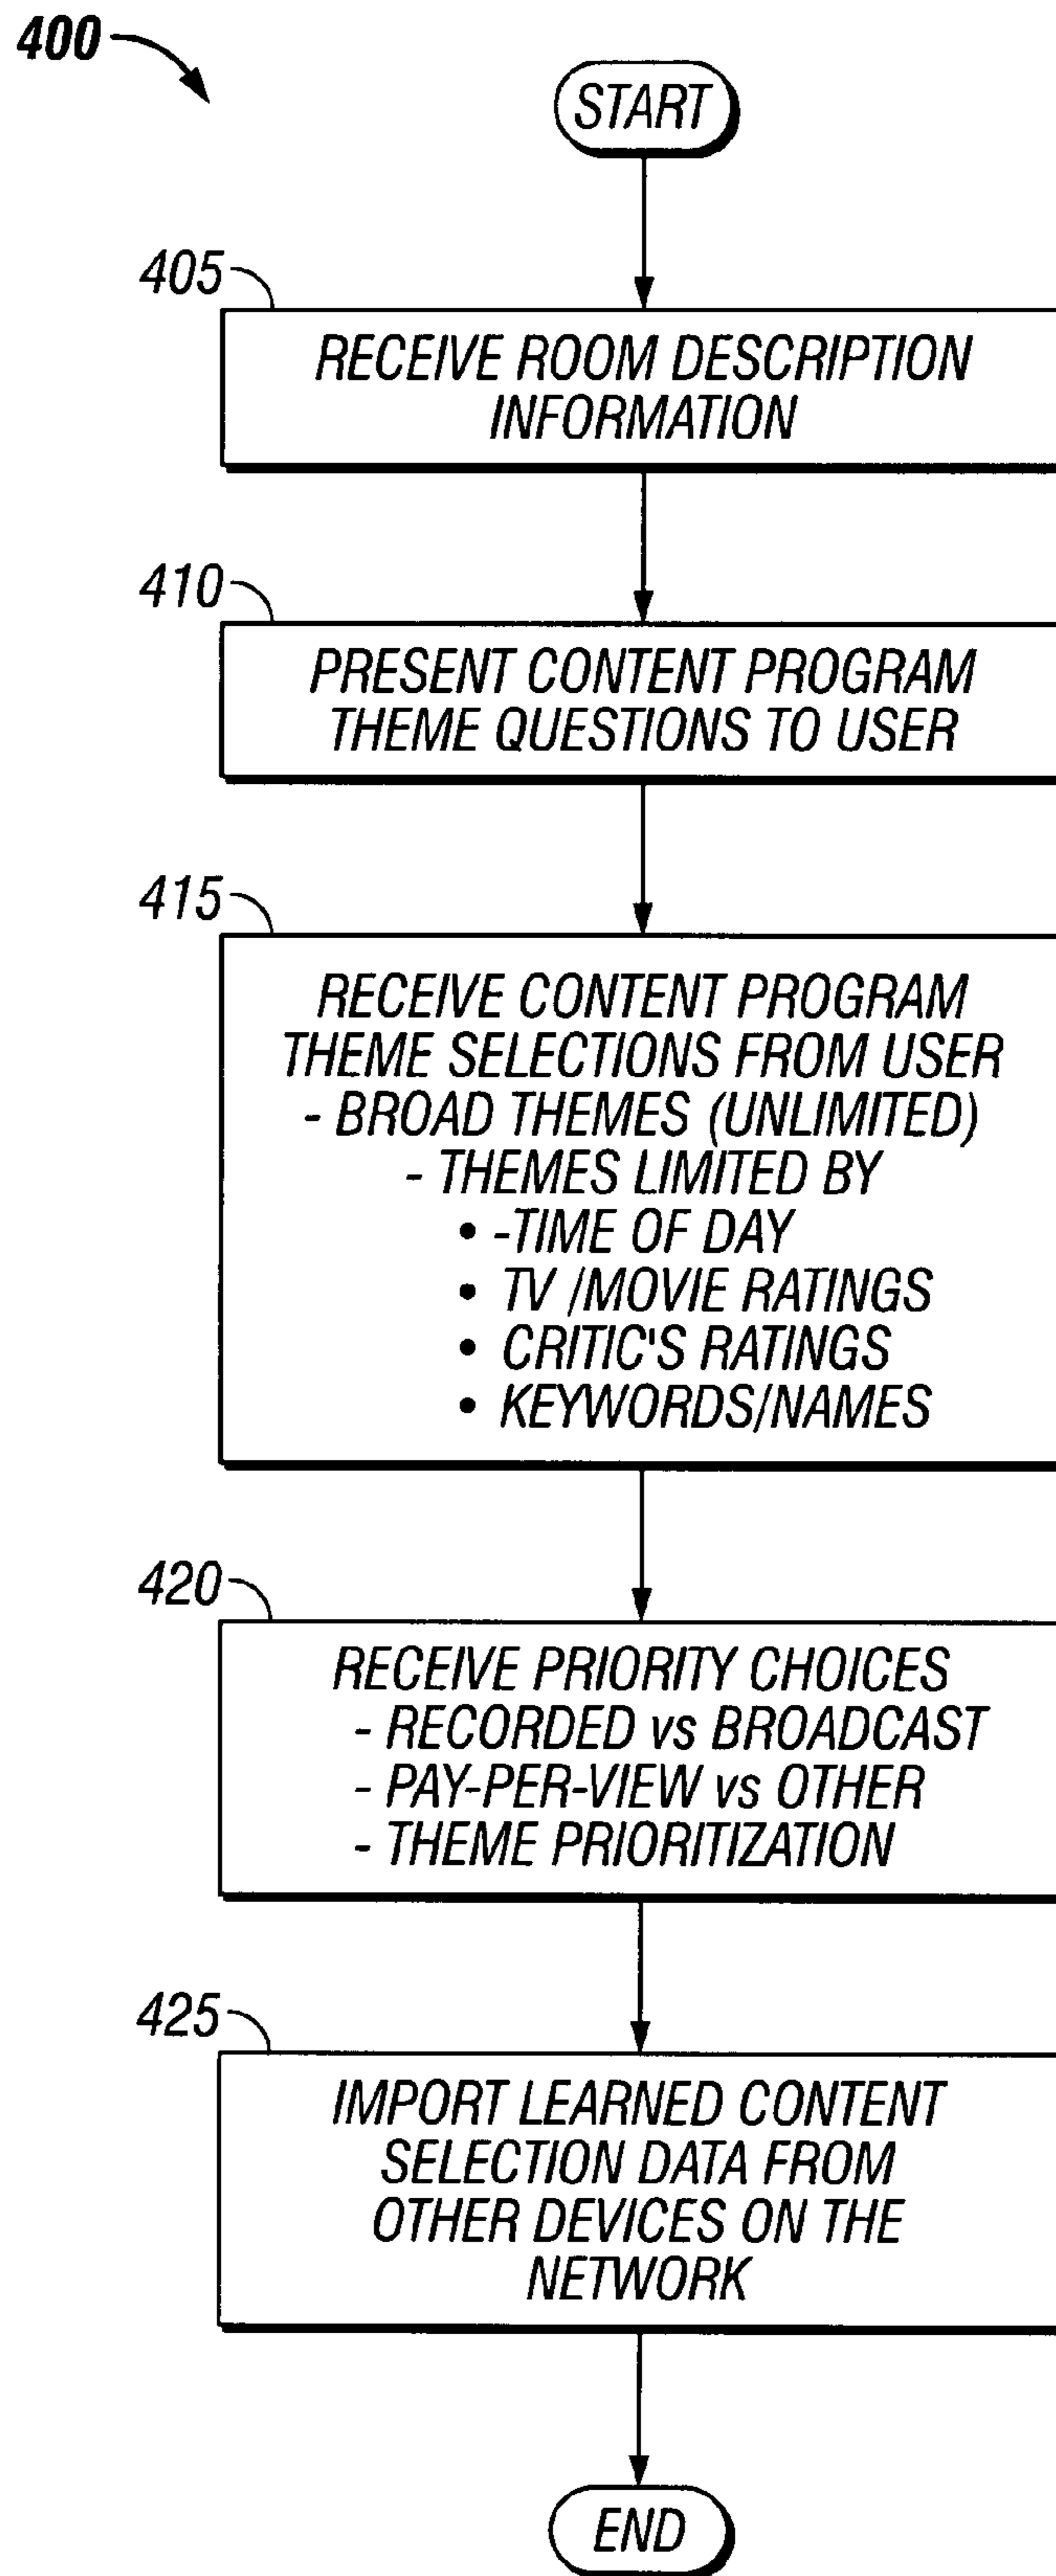 400
START
405
RECEIVE ROOM DESCRIPTION
INFORMATION
410
PRESENT CONTENT PROGRAM
THEME QUESTIONS TO USER
415
RECEIVE CONTENT PROGRAM
THEME SELECTIONS FROM USER
- BROAD THEMES (UNLIMITED)
- THEMES LIMITED BY
• -TIME OF DAY
• TV /MOVIE RATINGS
• CRITIC'S RATINGS
• KEYWORDS/NAMES
420
RECEIVE PRIORITY CHOICES
- RECORDED vs BROADCAST
- PAY-PER-VIEW vs OTHER
- THEME PRIORITIZATION
425
IMPORT LEARNED CONTENT
SELECTION DATA FROM
OTHER DEVICES ON THE
NETWORK
END